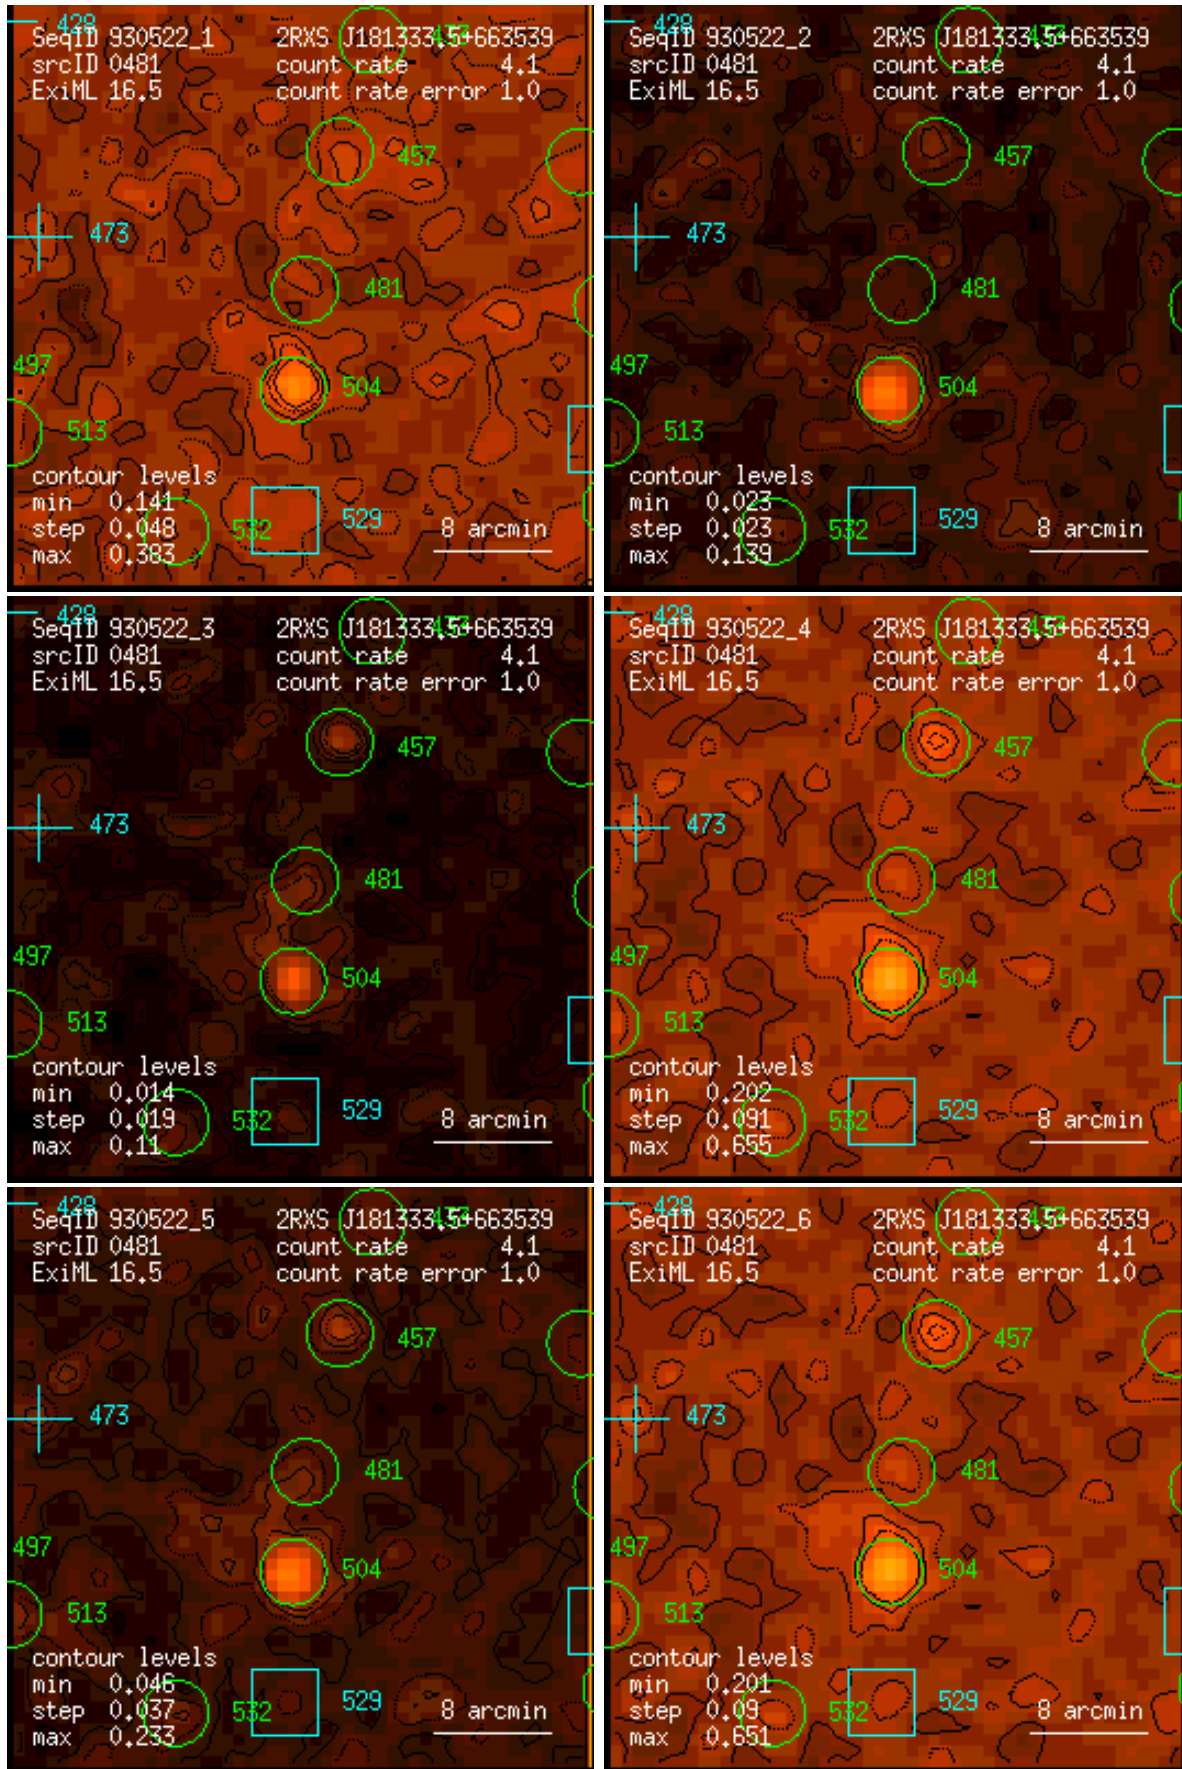 428
SeqID 930522_1 2RXS J181333.5+663539
srcID 0481 count rate 4.1
ExiML 16.5 count rate error 1.0
457
473
481
497
504
513
contour levels
min 0.141
step 0.048
max 0.383
532
529
8 arcmin
SeqID 930522_2 2RXS J181333.5+663539
srcID 0481 count rate 4.1
ExiML 16.5 count rate error 1.0
457
473
481
497
504
513
contour levels
min 0.023
step 0.023
max 0.139
532
529
8 arcmin
428
SeqID 930522_3 2RXS J181333.5+663539
srcID 0481 count rate 4.1
ExiML 16.5 count rate error 1.0
457
473
481
497
504
513
contour levels
min 0.014
step 0.019
max 0.11
532
529
8 arcmin
428
SeqID 930522_4 2RXS J181333.5+663539
srcID 0481 count rate 4.1
ExiML 16.5 count rate error 1.0
457
473
481
497
504
513
contour levels
min 0.202
step 0.091
max 0.655
532
529
8 arcmin
428
SeqID 930522_5 2RXS J181333.5+663539
srcID 0481 count rate 4.1
ExiML 16.5 count rate error 1.0
457
473
481
497
504
513
contour levels
min 0.046
step 0.037
max 0.233
532
529
8 arcmin
428
SeqID 930522_6 2RXS J181333.5+663539
srcID 0481 count rate 4.1
ExiML 16.5 count rate error 1.0
457
473
481
497
504
513
contour levels
min 0.201
step 0.09
max 0.651
532
529
8 arcmin